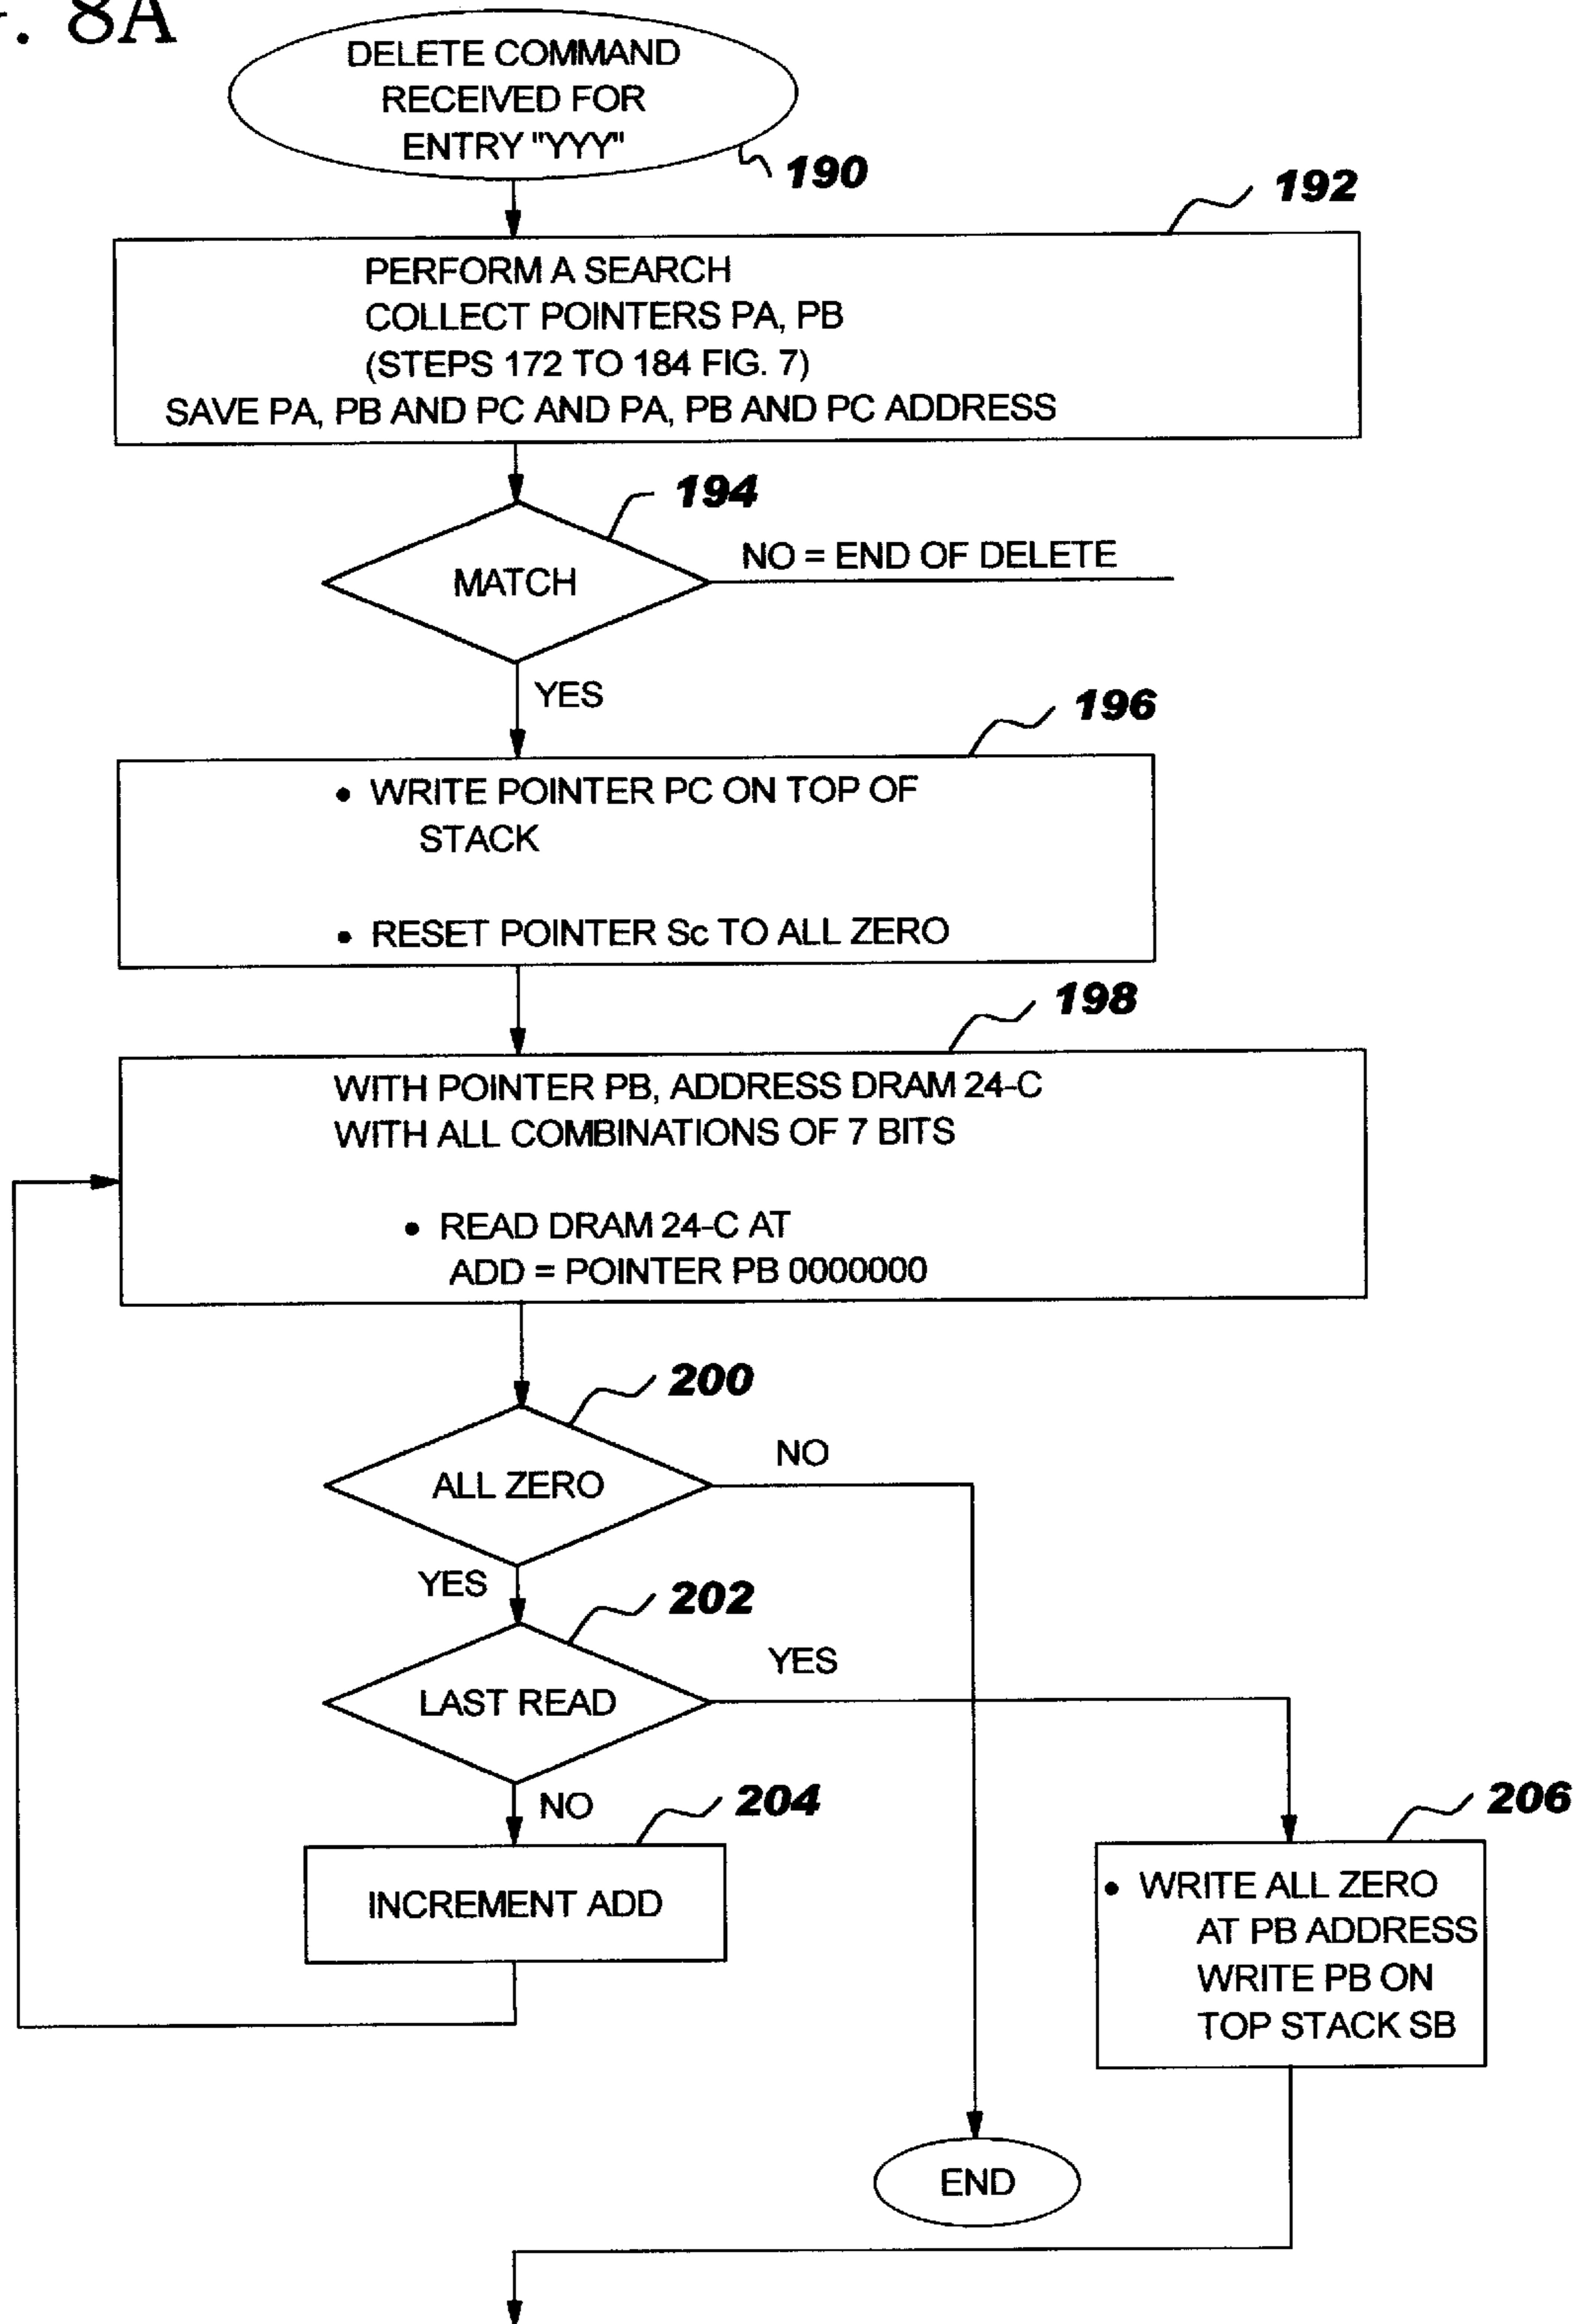 . 8A
DELETE COMMAND
RECEIVED FOR
ENTRY "YYY"
190
192
PERFORM A SEARCH
COLLECT POINTERS PA, PB
(STEPS 172 TO 184 FIG. 7)
SAVE PA, PB AND PC AND PA, PB AND PC ADDRESS
194
NO = END OF DELETE
MATCH
YES
196
• WRITE POINTER PC ON TOP OF
STACK
• RESET POINTER Sc TO ALL ZERO
198
WITH POINTER PB, ADDRESS DRAM 24-C
WITH ALL COMBINATIONS OF 7 BITS
• READ DRAM 24-C AT
ADD = POINTER PB 0000000
200
NO
ALL ZERO
YES
202
YES
LAST READ
NO
204
206
INCREMENT ADD
• WRITE ALL ZERO
AT PB ADDRESS
WRITE PB ON
TOP STACK SB
END